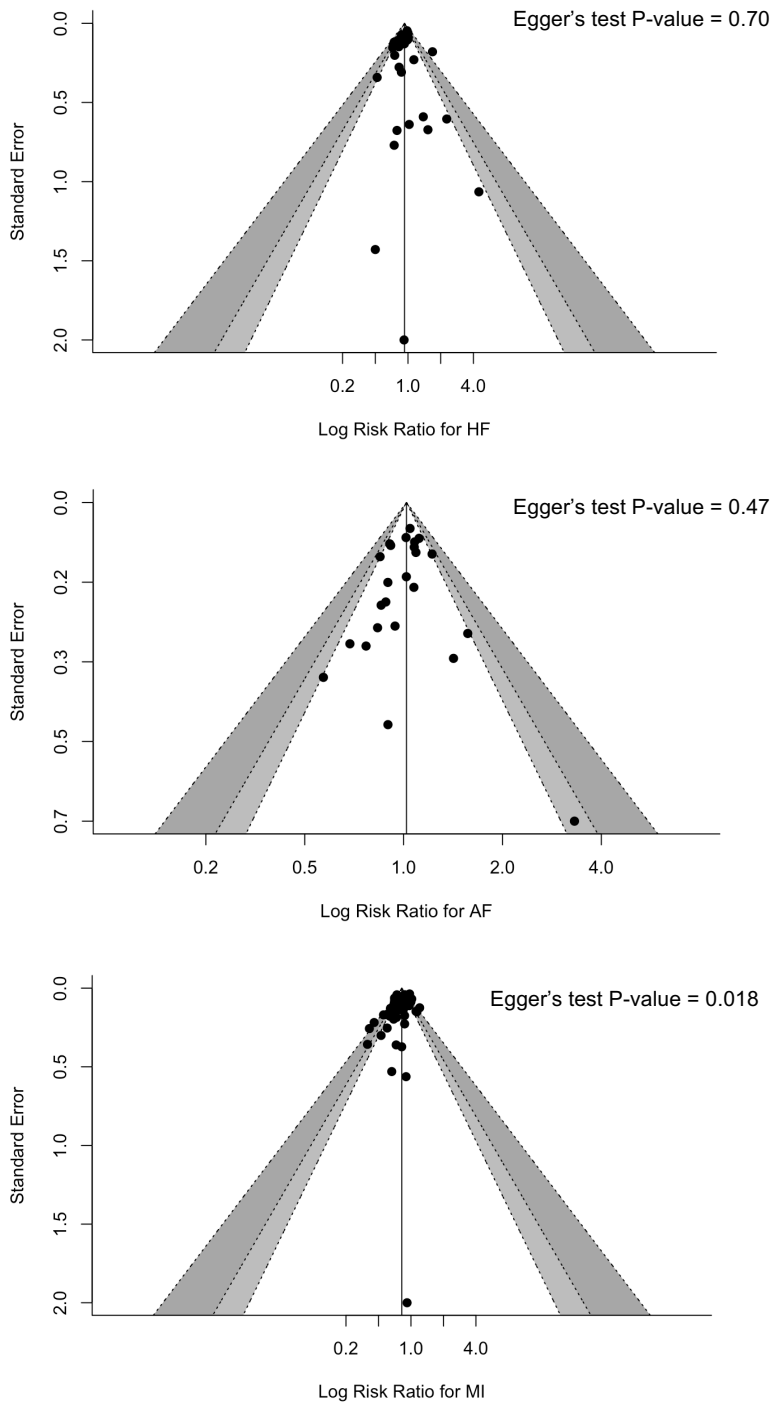 Egger’s test P-value = 0.70
Standard Error
0.0
0.5
1.0
1.5
2.0
0.2 1.0 4.0
Log Risk Ratio for HF
Egger’s test P-value = 0.47
Standard Error
0.0
0.2
0.3
0.5
0.7
0.2 0.5 1.0 2.0 4.0
Log Risk Ratio for AF
Egger’s test P-value = 0.018
Standard Error
0.0
0.5
1.0
1.5
2.0
0.2 1.0 4.0
Log Risk Ratio for MI